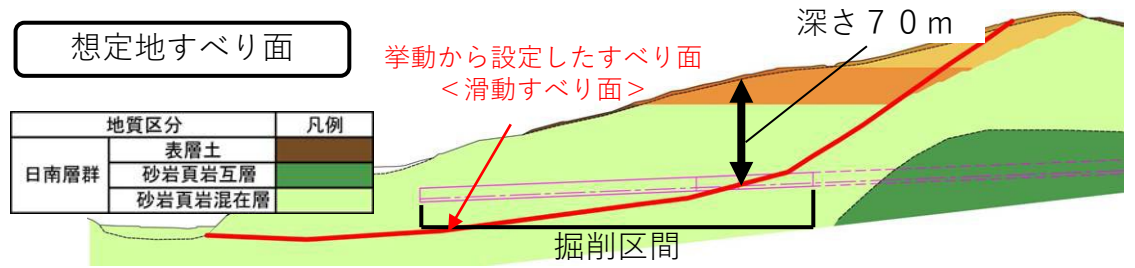 想定地すべり面
深さ７０ｍ
挙動から設定したすべり面
＜滑動すべり面＞
地質区分 凡例
日南層群
表層土
砂岩頁岩互層
砂岩頁岩混在層
掘削区間